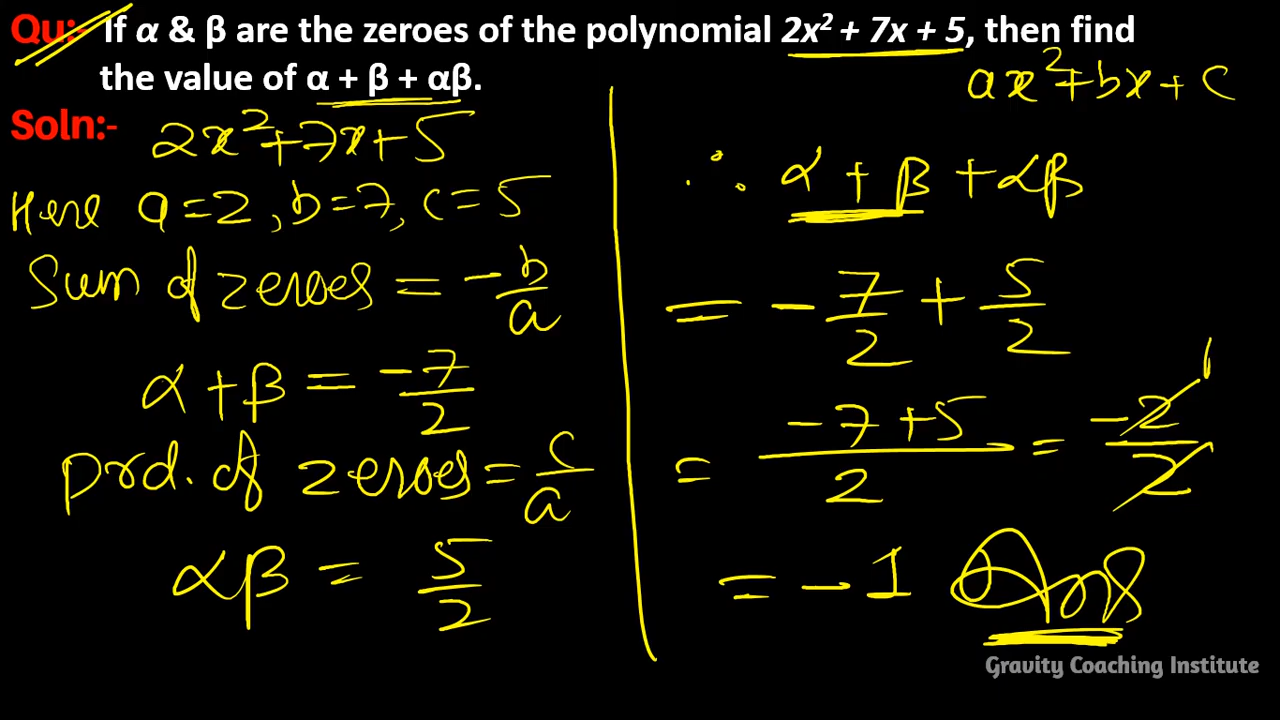 Qu:- If α & β are the zeroes of the polynomial 2x² + 7x + 5, then find
the value of α + β + αβ.
ax²+bx+c
Soln:- 2x²+7x+5
Here a=2, b=7, c=5
Sum of zeroes = -b/a
α+β = -7/2
prd. of zeroes = c/a
αβ = 5/2
∴ α+β+αβ
= -7/2 + 5/2
= -7+5/2 = -2/2 1
= -1 Ans
Gravity Coaching Institute